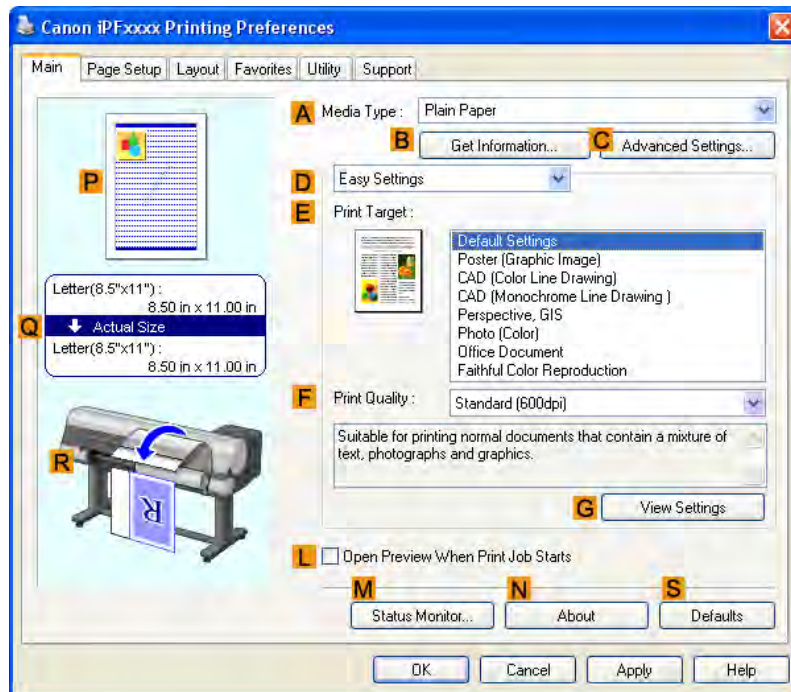 Canon iPFxxxx Printing Preferences
Main Page Setup Layout Favorites Utility Support
A Media Type : Plain Paper
B Get Information... C Advanced Settings...
P
D Easy Settings
E Print Target :
Default Settings
Poster (Graphic Image)
CAD (Color Line Drawing)
CAD (Monochrome Line Drawing )
Perspective, GIS
Photo (Color)
Office Document
Faithful Color Reproduction
Letter(8.5"x11") :
8.50 in x 11.00 in
Q Actual Size
Letter(8.5"x11") :
8.50 in x 11.00 in
F Print Quality : Standard (600dpi)
Suitable for printing normal documents that contain a mixture of
text, photographs and graphics.
R
R
G View Settings
L Open Preview When Print Job Starts
M N S
Status Monitor... About Defaults
OK Cancel Apply Help